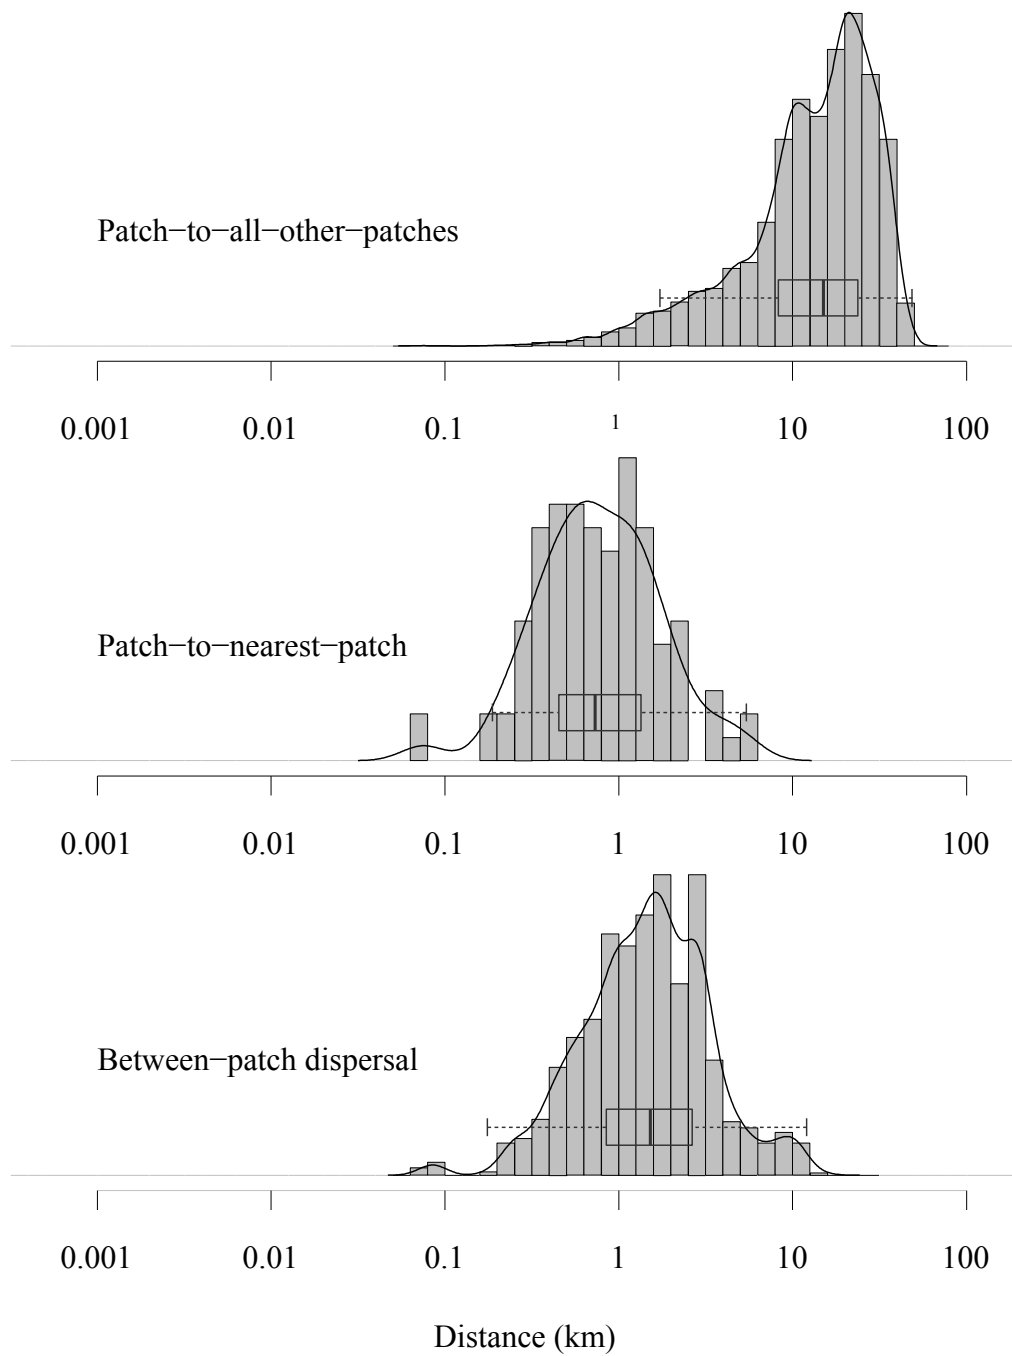 Patch−to−all−other−patches
0.001 0.01 0.1 1 10 100
Patch−to−nearest−patch
0.001 0.01 0.1 1 10 100
Between−patch dispersal
0.001 0.01 0.1 1 10 100
Distance (km)